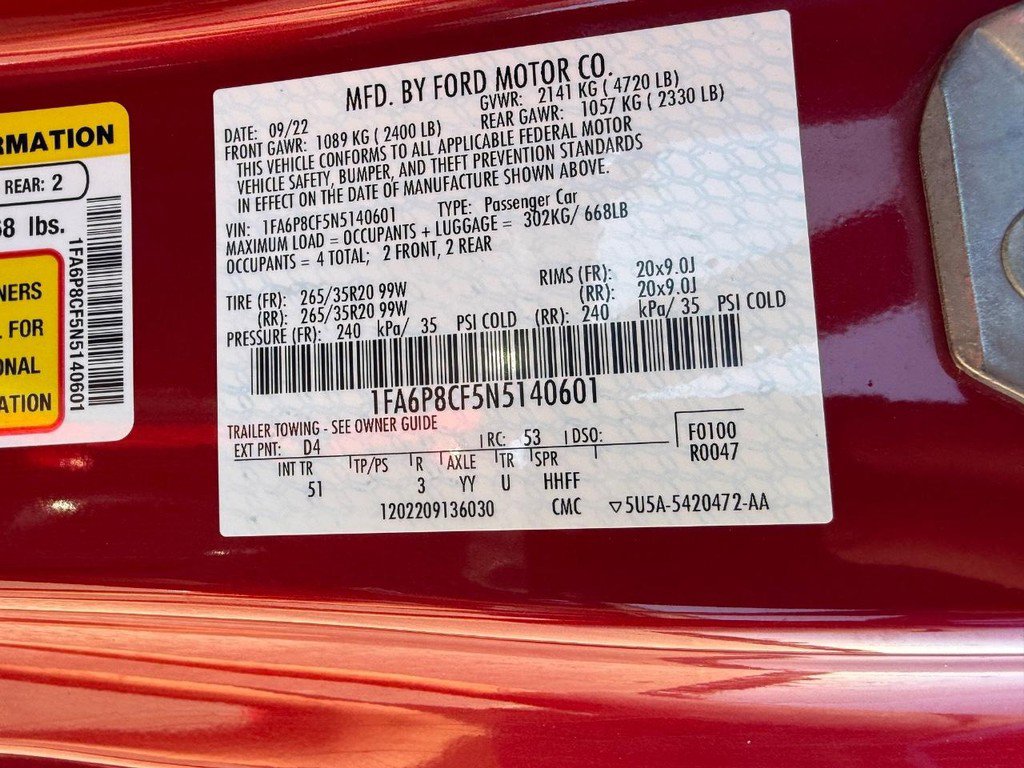 RMATION
REAR: 2
68 lbs.
1FA6P8CF5N5140601
NERS
L FOR
ONAL
ATION
MFD. BY FORD MOTOR CO.
DATE: 09/22 GVWR: 2141 KG ( 4720 LB)
FRONT GAWR: 1089 KG ( 2400 LB) REAR GAWR: 1057 KG ( 2330 LB)
THIS VEHICLE CONFORMS TO ALL APPLICABLE FEDERAL MOTOR
VEHICLE SAFETY, BUMPER, AND THEFT PREVENTION STANDARDS
IN EFFECT ON THE DATE OF MANUFACTURE SHOWN ABOVE.
VIN: 1FA6P8CF5N5140601 TYPE: Passenger Car
MAXIMUM LOAD = OCCUPANTS + LUGGAGE = 302KG/ 668LB
OCCUPANTS = 4 TOTAL; 2 FRONT, 2 REAR
TIRE (FR): 265/35R20 99W RIMS (FR): 20x9.0J
(RR): 265/35R20 99W (RR): 20x9.0J
PRESSURE (FR): 240 kPa/ 35 PSI COLD (RR): 240 kPa/ 35 PSI COLD
1FA6P8CF5N5140601
TRAILER TOWING - SEE OWNER GUIDE
EXT PNT: D4 RC: 53 DSO: F0100
R0047
INT TR TP/PS R AXLE TR SPR
51 3 YY U HHFF
1202209136030 CMC ▽5U5A-5420472-AA